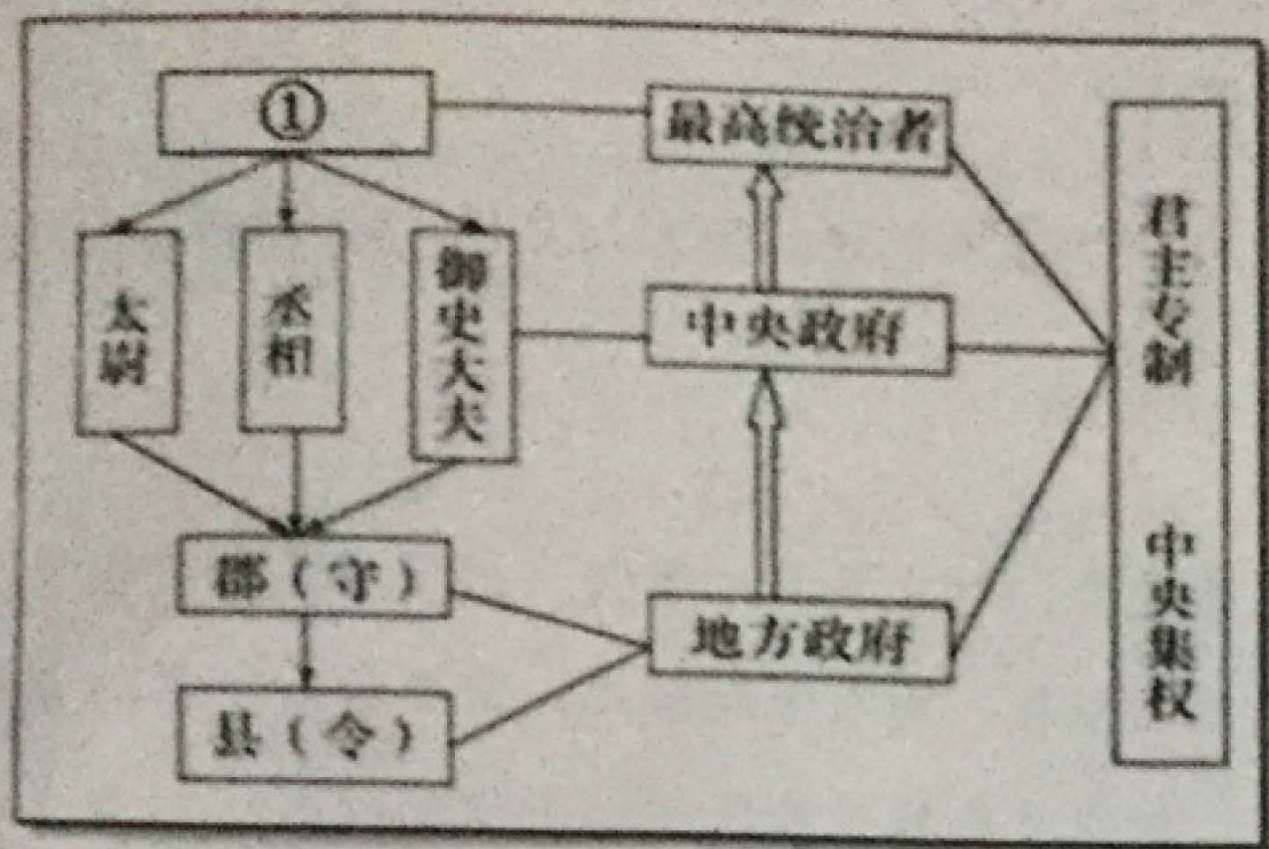 ①
最高统治者
太尉
丞相
御史大夫
中央政府
郡（守）
地方政府
县（令）
君主专制 中央集权